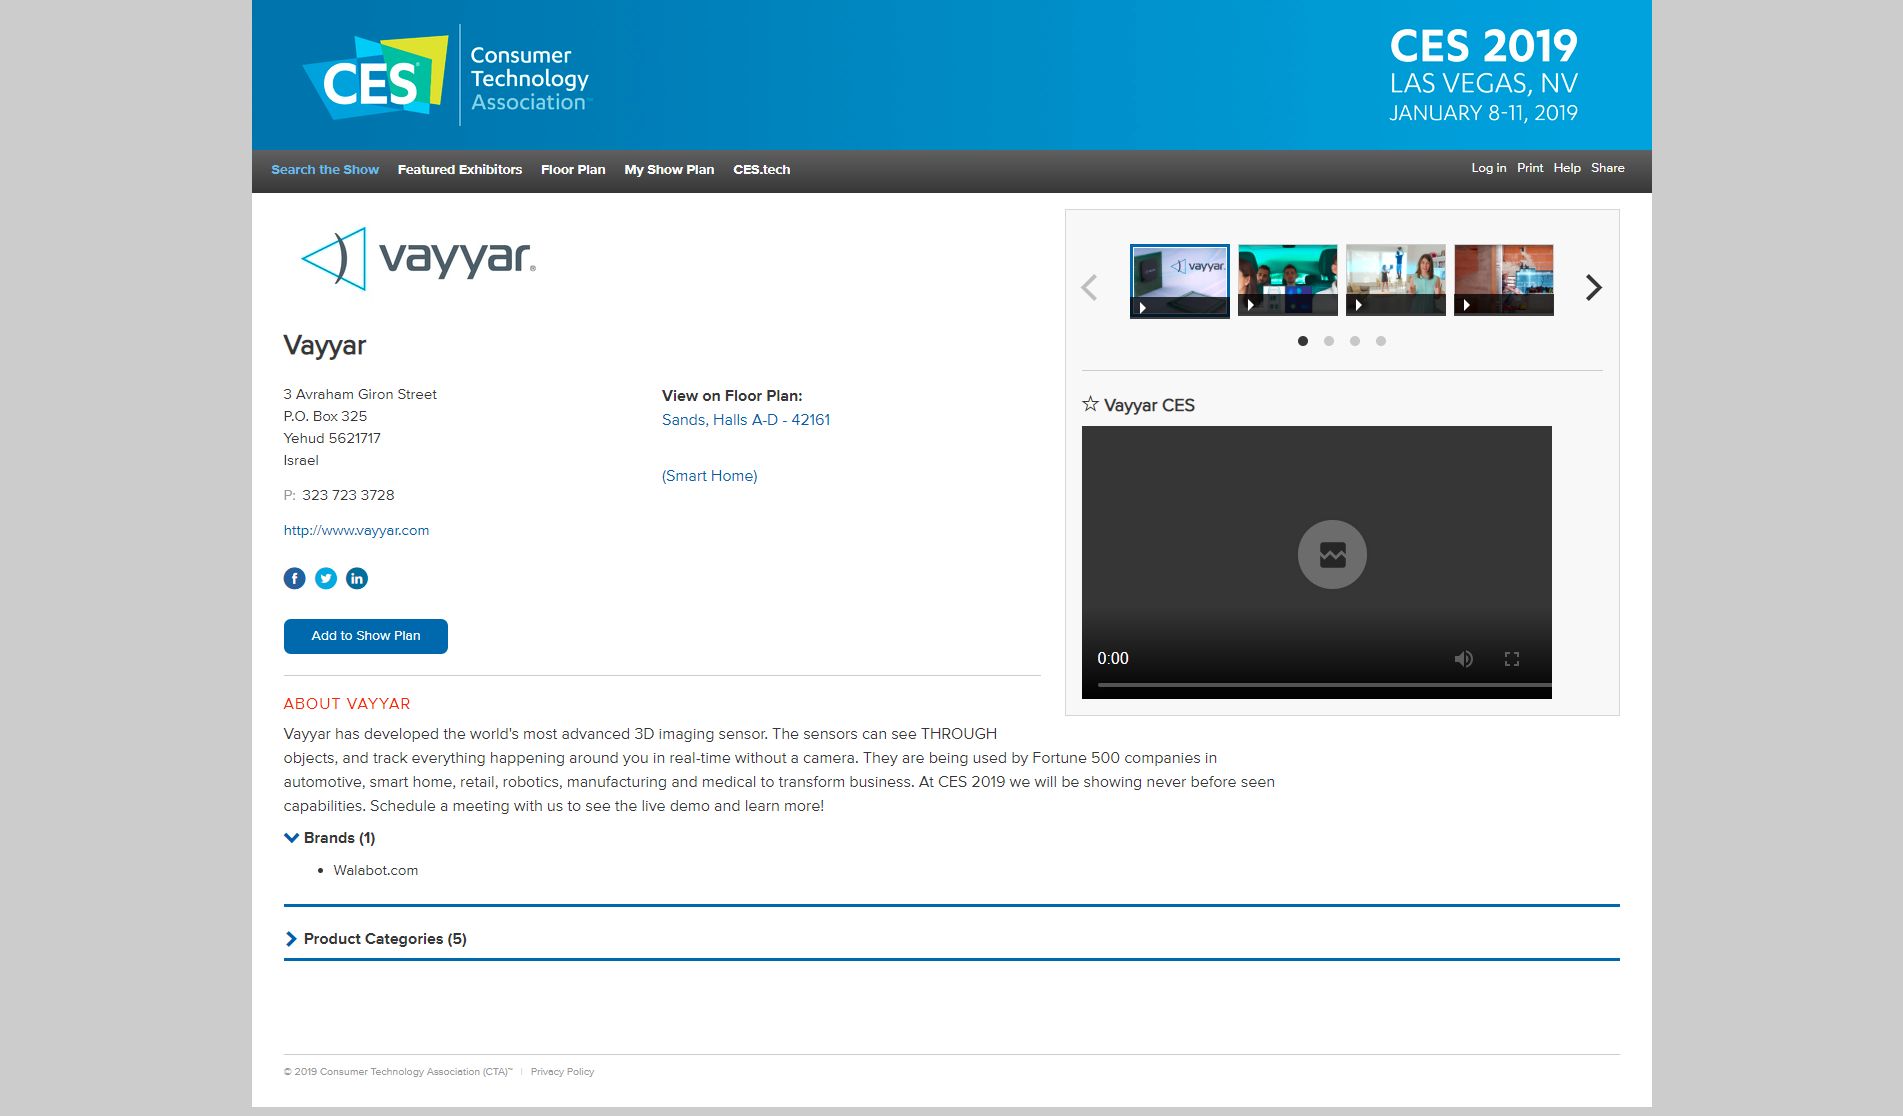 CES
Consumer
Technology
Association™
CES 2019
LAS VEGAS, NV
JANUARY 8-11, 2019
Search the Show Featured Exhibitors Floor Plan My Show Plan CES.tech
Log in Print Help Share
vayyar®
vayyar
Vayyar
3 Avraham Giron Street
P.O. Box 325
Yehud 5621717
Israel
P: 323 723 3728
http://www.vayyar.com
View on Floor Plan:
Sands, Halls A-D - 42161
(Smart Home)
Vayyar CES
0:00
Add to Show Plan
ABOUT VAYYAR
Vayyar has developed the world's most advanced 3D imaging sensor. The sensors can see THROUGH
objects, and track everything happening around you in real-time without a camera. They are being used by Fortune 500 companies in
automotive, smart home, retail, robotics, manufacturing and medical to transform business. At CES 2019 we will be showing never before seen
capabilities. Schedule a meeting with us to see the live demo and learn more!
Brands (1)
• Walabot.com
Product Categories (5)
© 2019 Consumer Technology Association (CTA)™ | Privacy Policy